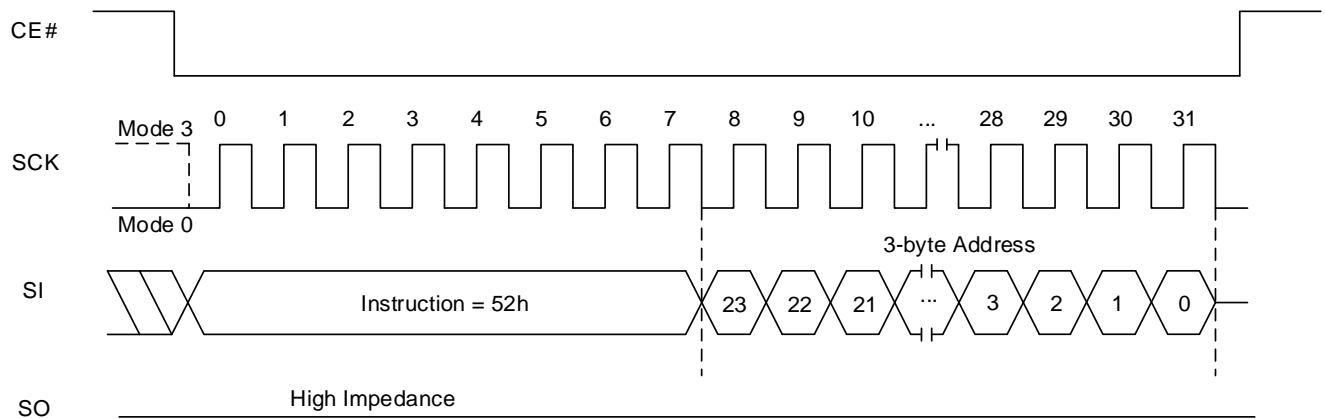 CE#
Mode 3
0 1 2 3 4 5 6 7 8 9 10 ... 28 29 30 31
SCK
Mode 0
3-byte Address
SI
Instruction = 52h
23 22 21 ... 3 2 1 0
High Impedance
SO